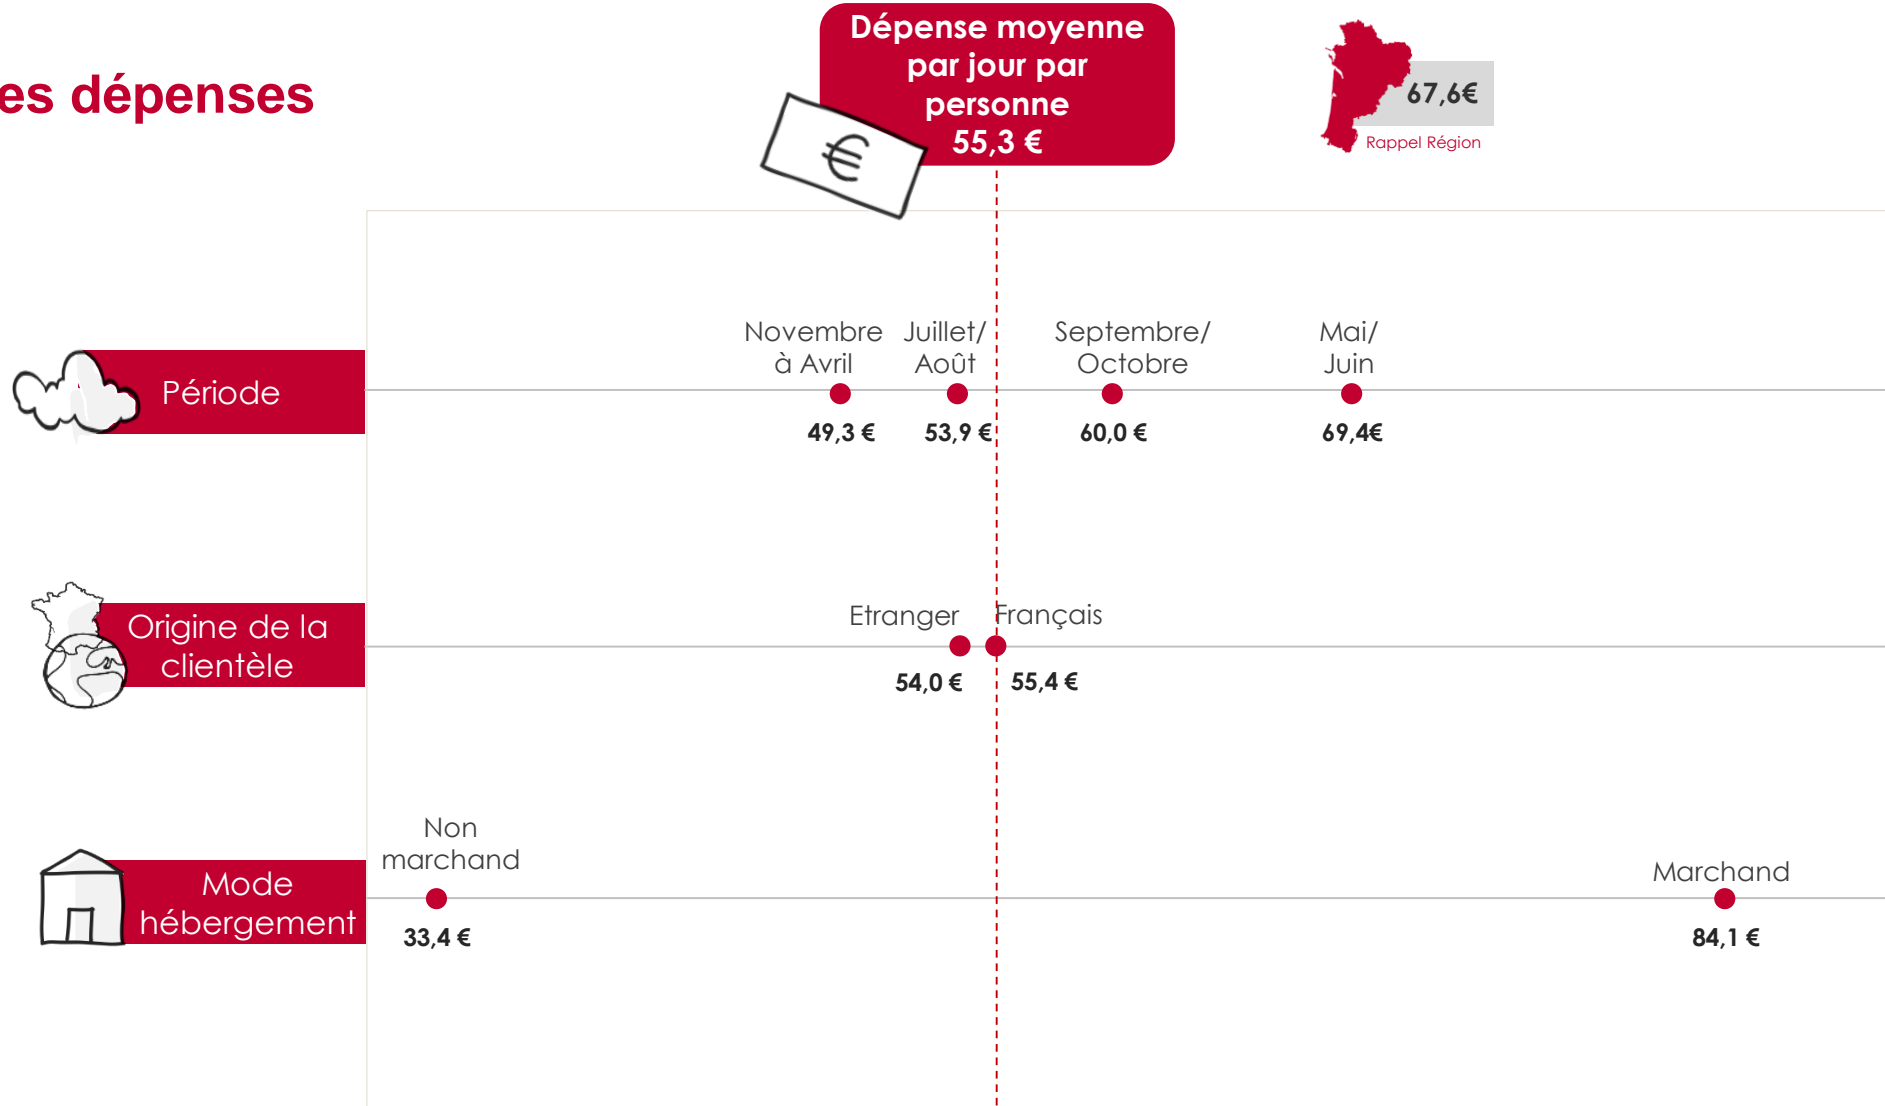 es dépenses
Dépense moyenne
par jour par
personne
55,3 €
67,6€
Rappel Région
Période
Novembre
à Avril
49,3 €
Juillet/
Août
53,9 €
Septembre/
Octobre
60,0 €
Mai/
Juin
69,4€
Origine de la
clientèle
Etranger
54,0 €
Français
55,4 €
Mode
hébergement
Non
marchand
33,4 €
Marchand
84,1 €